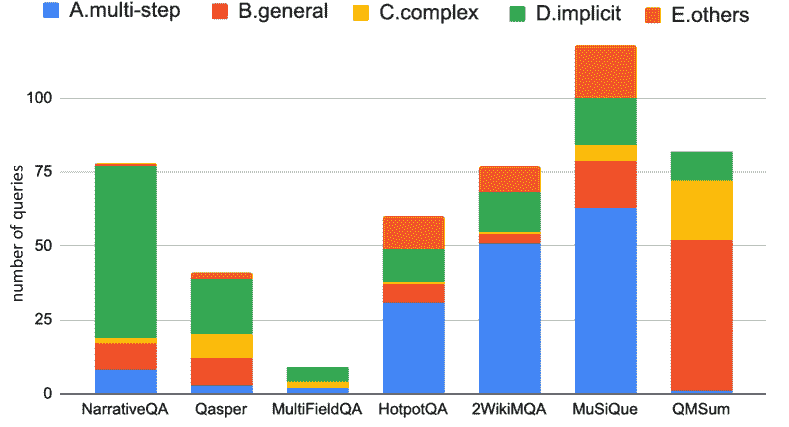 A.multi-step B.general C.complex D.implicit E.others
number of queries
100
75
50
25
0
NarrativeQA Qasper MultiFieldQA HotpotQA 2WikiMQA MuSiQue QMSum